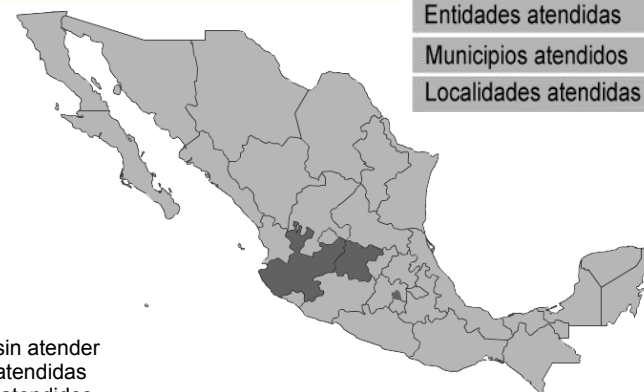 Entidades atendidas
Municipios atendidos
Localidades atendidas
sin atender
atendidas